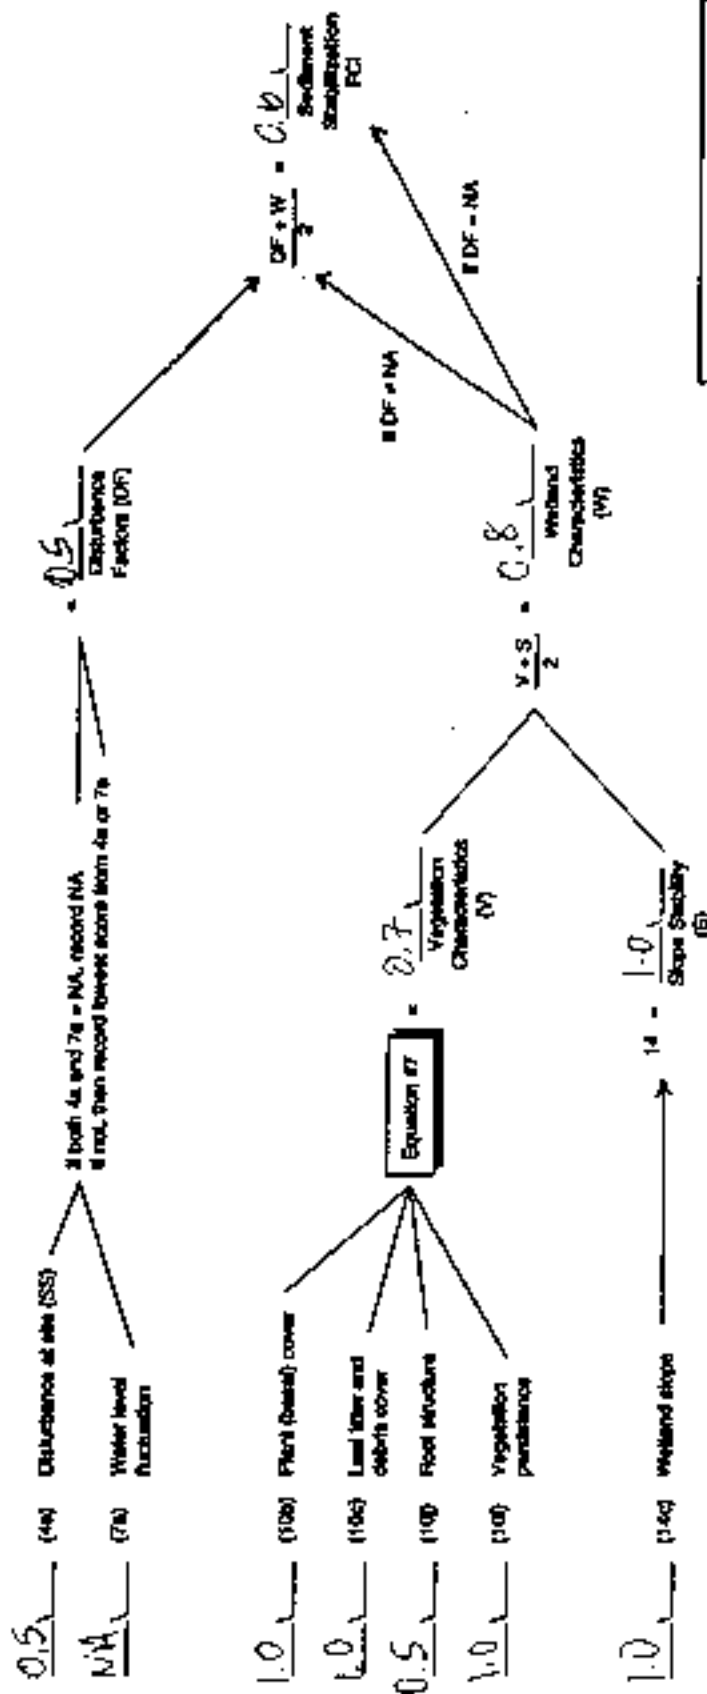 0.5 (4a) Disturbance at site (SS)
NA (7a) Water level
fluctuation
If both 4a and 7a = NA, record NA
If not, then record lowest score from 4a or 7a
= 0.5
Disturbance
Factors (DF)
1.0 (10b) Plant (basal) cover
1.0 (10c) Leaf litter and
debris cover
0.5 (10j) Root structure
1.0 (10l) Vegetation
persistence
Equation #7
= 0.7
Vegetation
Characteristics
(V)
1.0 (14c) Wetland slope
14 = 1.0
Slope Stability
(S)
V + S
2
= 0.8
Wetland
Characteristics
(W)
If DF ≠ NA
If DF = NA
DF + W
2
= 0.6
Sediment
Stabilization
FCI